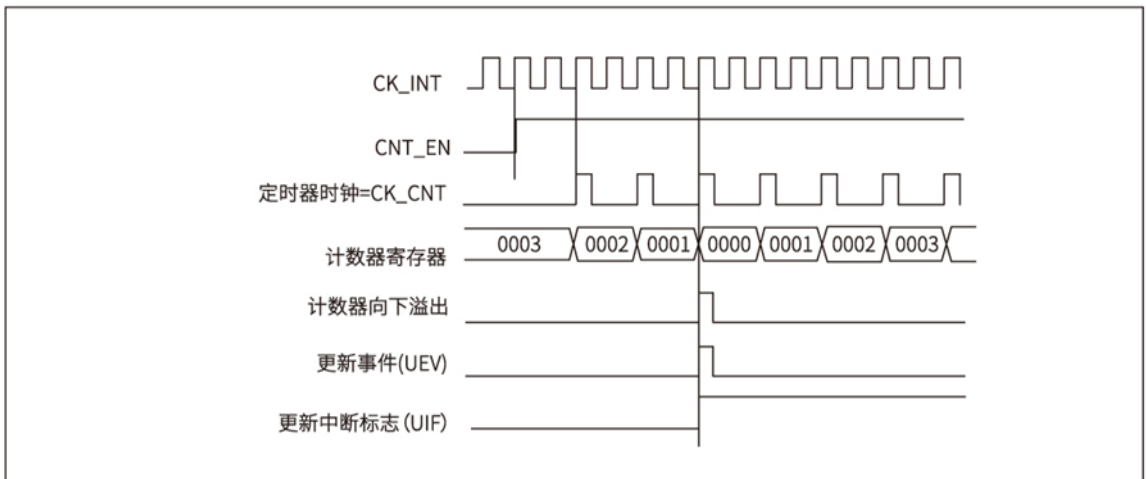 CK_INT
CNT_EN
定时器时钟=CK_CNT
计数器寄存器 0003 0002 0001 0000 0001 0002 0003
计数器向下溢出
更新事件(UEV)
更新中断标志(UIF)